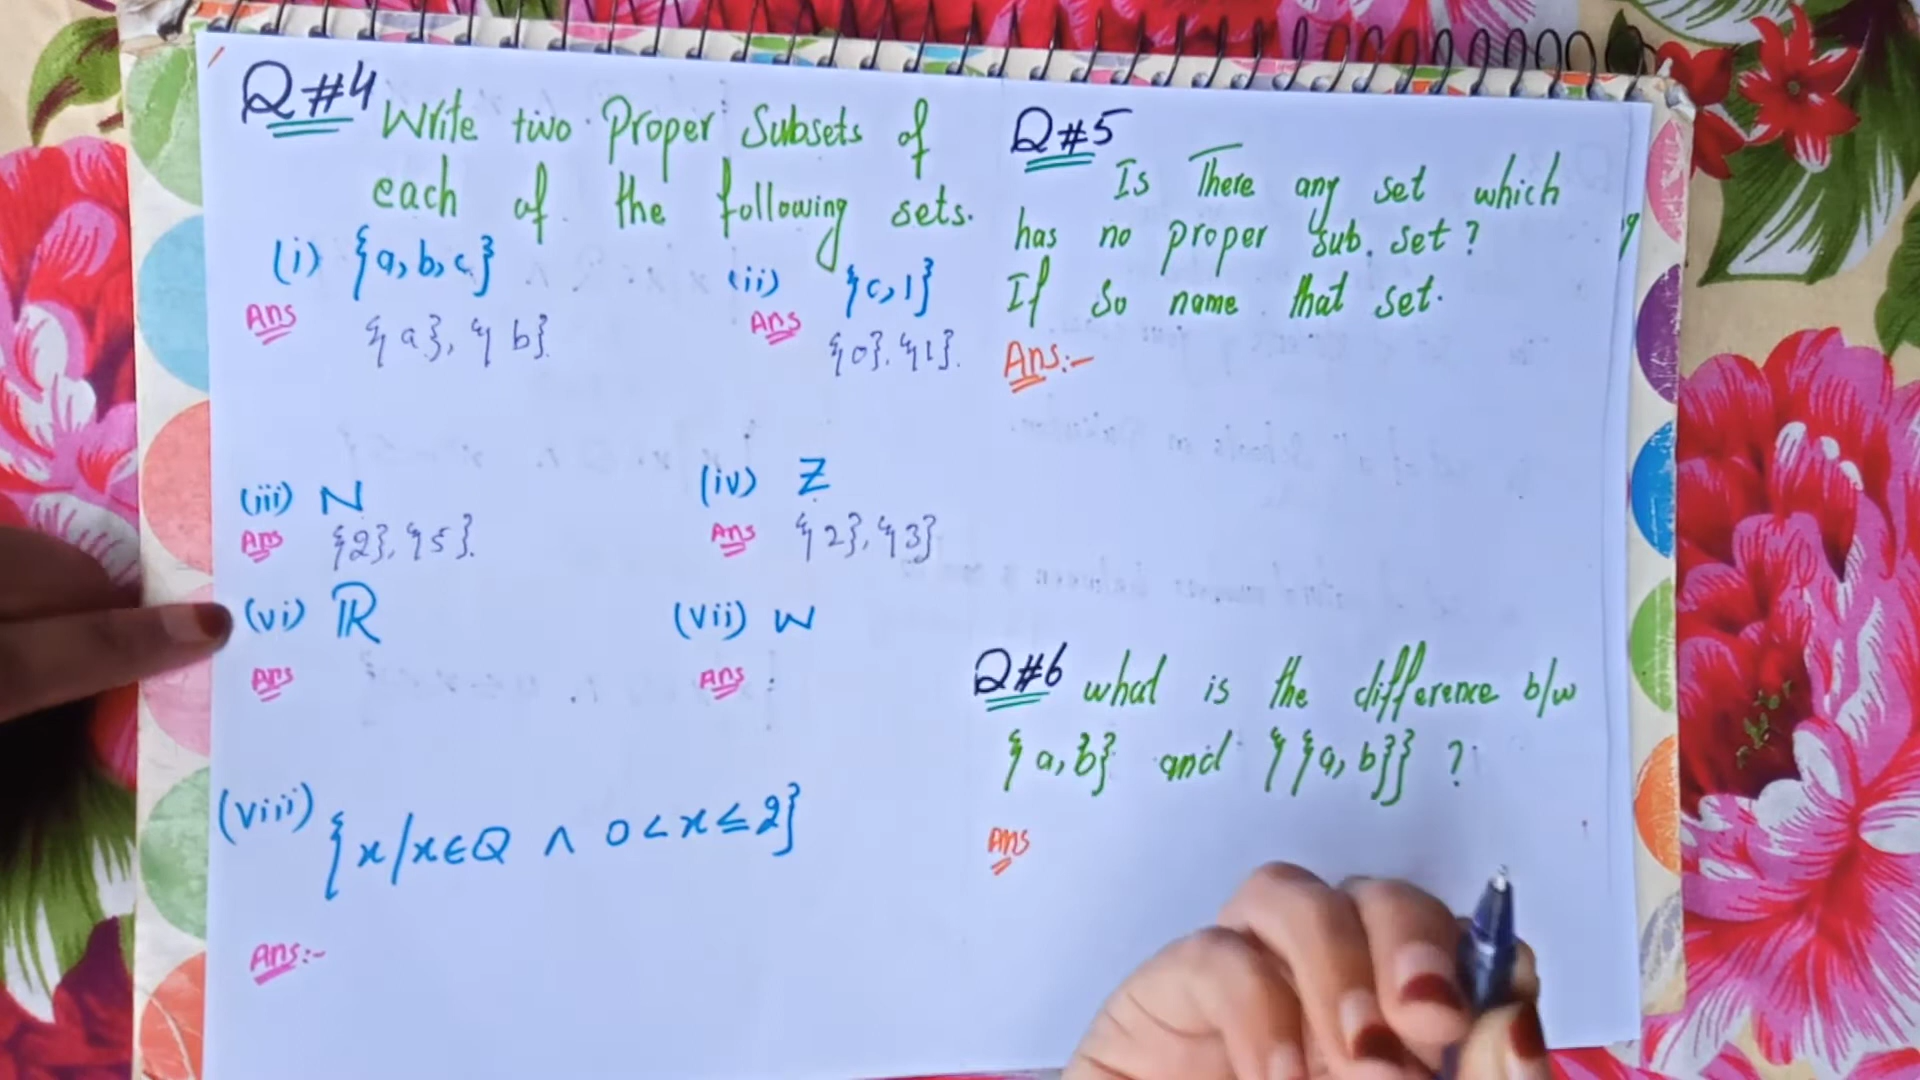 Q#4 Write two Proper Subsets of
each of the following sets.
(i) {a, b, c}
(ii) {c, 1}
Ans {a}, {b}.
Ans {0}, {1}.
(iii) N
(iv) Z
Ans {2}, {5}.
Ans {2}, {3}
(vi) ℝ
(vii) W
Ans
Ans :
(viii) {x/x∈Q ∧ 0<x≤2}
Ans:-
Q#5
Is There any set which
has no proper sub. set?
If so name that set.
Ans:-
Q#6 what is the difference b/w
{a, b} and {{a, b}} ?
Ans